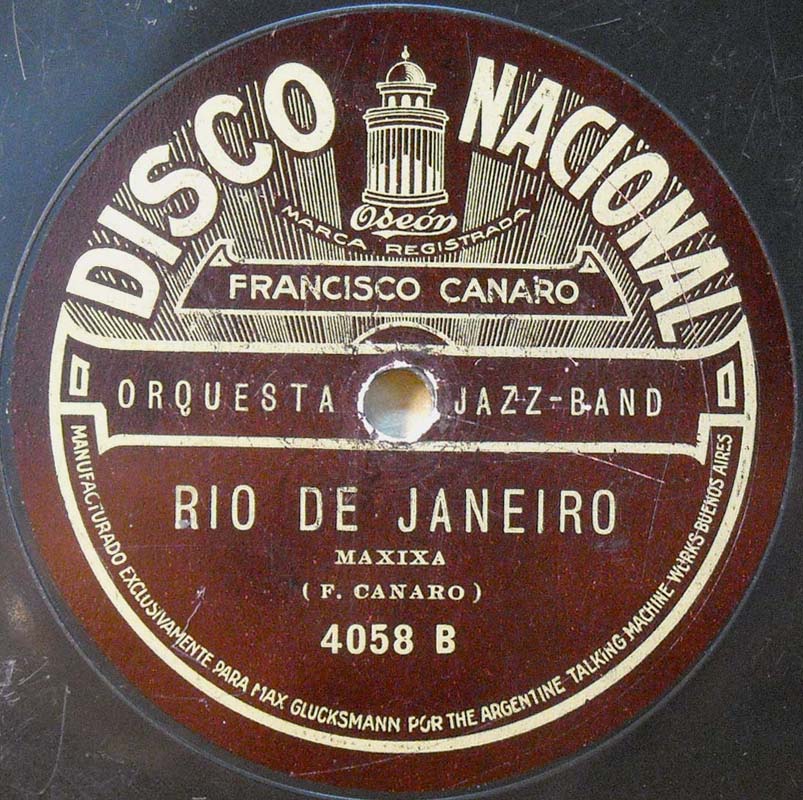 DISCO NACIONAL
Odeón
MARCA REGISTRADA
FRANCISCO CANARO
ORQUESTA JAZZ-BAND
RIO DE JANEIRO
MAXIXA
( F. CANARO )
4058 B
MANUFACTURADO EXCLUSIVAMENTE PARA MAX GLUCKSMANN POR THE ARGENTINE TALKING MACHINE WORKS-BUENOS AIRES